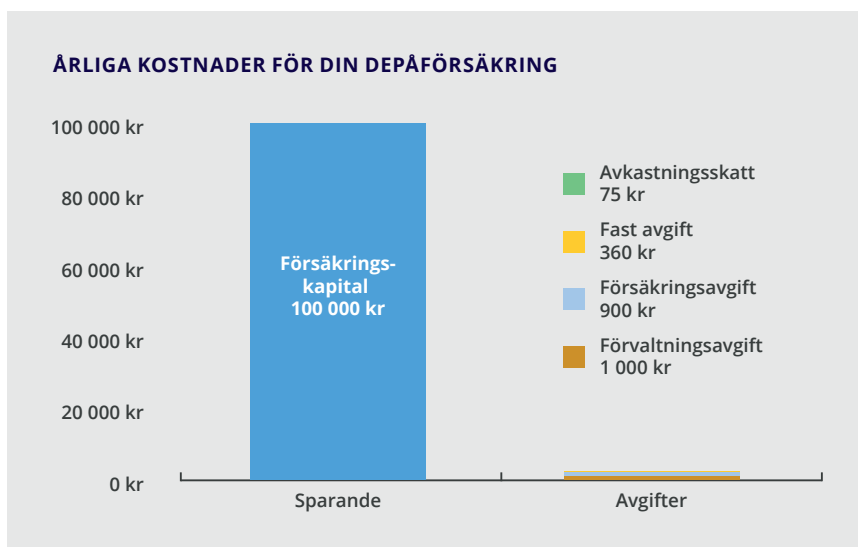 ÅRLIGA KOSTNADER FÖR DIN DEPÅFÖRSÄKRING
100 000 kr
80 000 kr
60 000 kr
40 000 kr
20 000 kr
0 kr
Försäkrings-
kapital
100 000 kr
Avkastningsskatt
75 kr
Fast avgift
360 kr
Försäkringsavgift
900 kr
Förvaltningsavgift
1 000 kr
Sparande
Avgifter